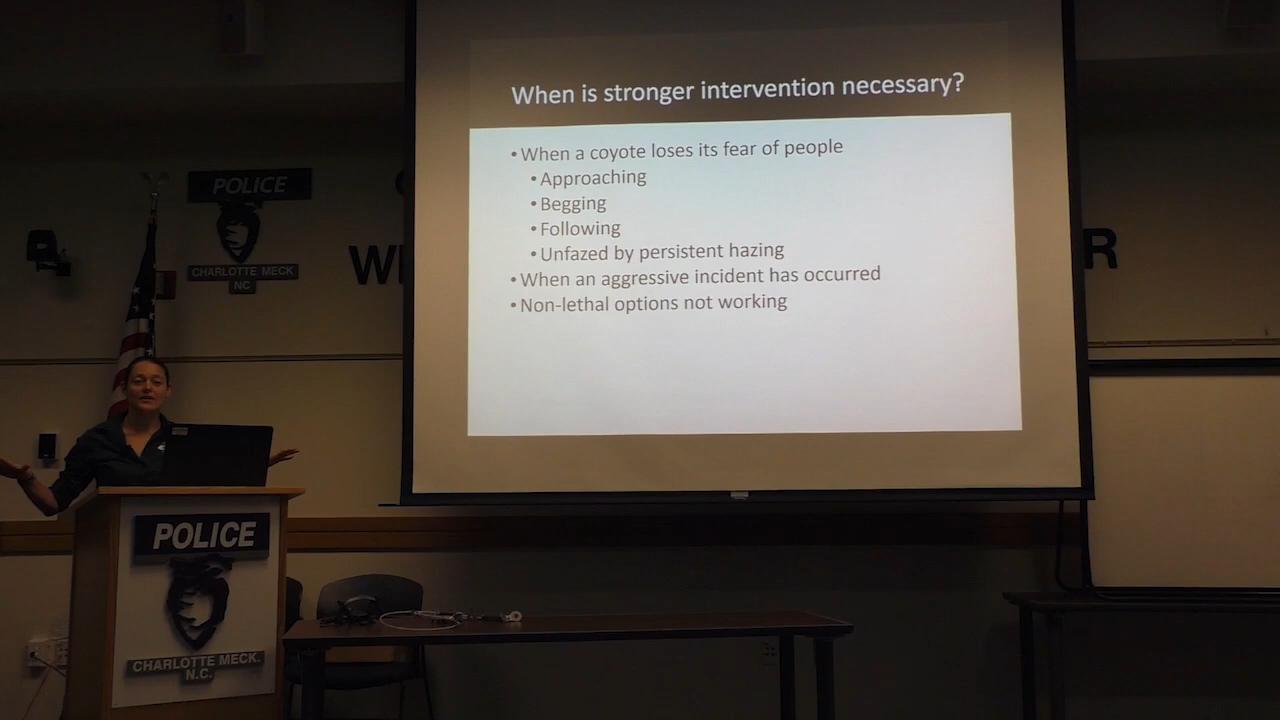 When is stronger intervention necessary?
• When a coyote loses its fear of people
• Approaching
• Begging
• Following
• Unfazed by persistent hazing
• When an aggressive incident has occurred
• Non-lethal options not working
POLICE
CHARLOTTE MECK
NC
R
POLICE
CHARLOTTE MECK.
N.C.